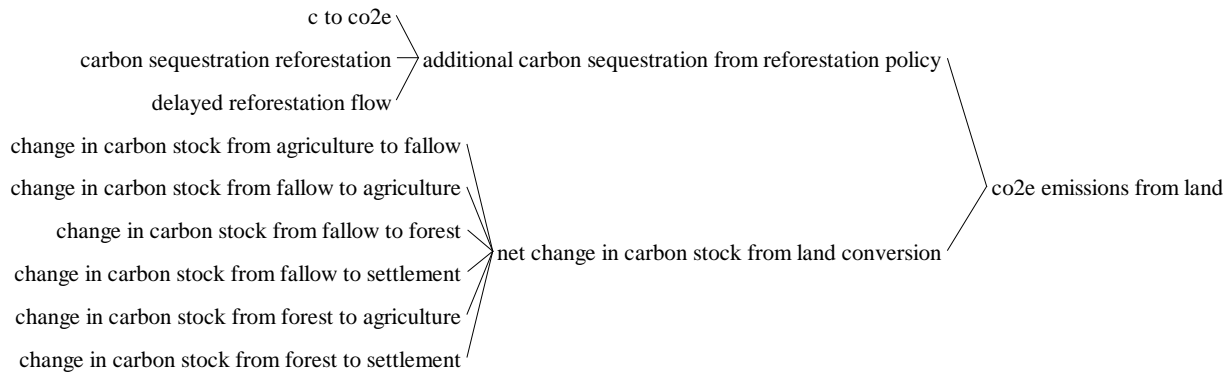 c to co2e
carbon sequestration reforestation
additional carbon sequestration from reforestation policy
delayed reforestation flow
change in carbon stock from agriculture to fallow
change in carbon stock from fallow to agriculture
co2e emissions from land
change in carbon stock from fallow to forest
net change in carbon stock from land conversion
change in carbon stock from fallow to settlement
change in carbon stock from forest to agriculture
change in carbon stock from forest to settlement